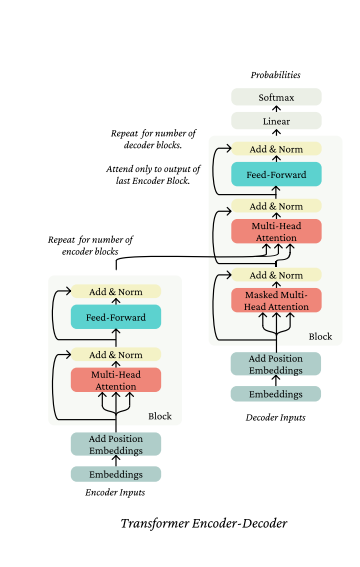 Probabilities
Softmax
Linear
Repeat for number of
decoder blocks.
Add & Norm
Feed-Forward
Attend only to output of
last Encoder Block.
Add & Norm
Multi-Head
Attention
Repeat for number of
encoder blocks
Add & Norm
Masked Multi-
Head Attention
Block
Add & Norm
Feed-Forward
Add & Norm
Multi-Head
Attention
Block
Add Position
Embeddings
Embeddings
Decoder Inputs
Add Position
Embeddings
Embeddings
Encoder Inputs
Transformer Encoder-Decoder